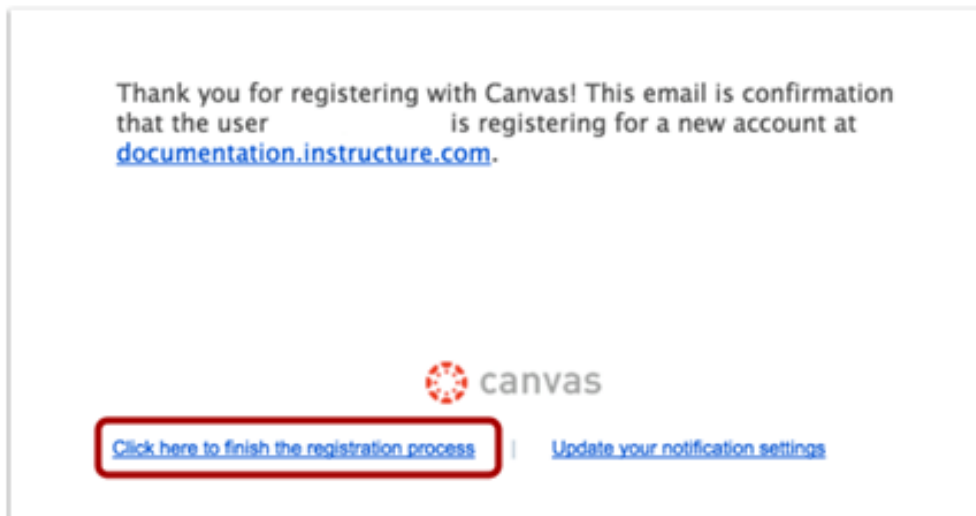 Thank you for registering with Canvas! This email is confirmation
that the user is registering for a new account at
documentation.instructure.com.
canvas
Click here to finish the registration process | Update your notification settings